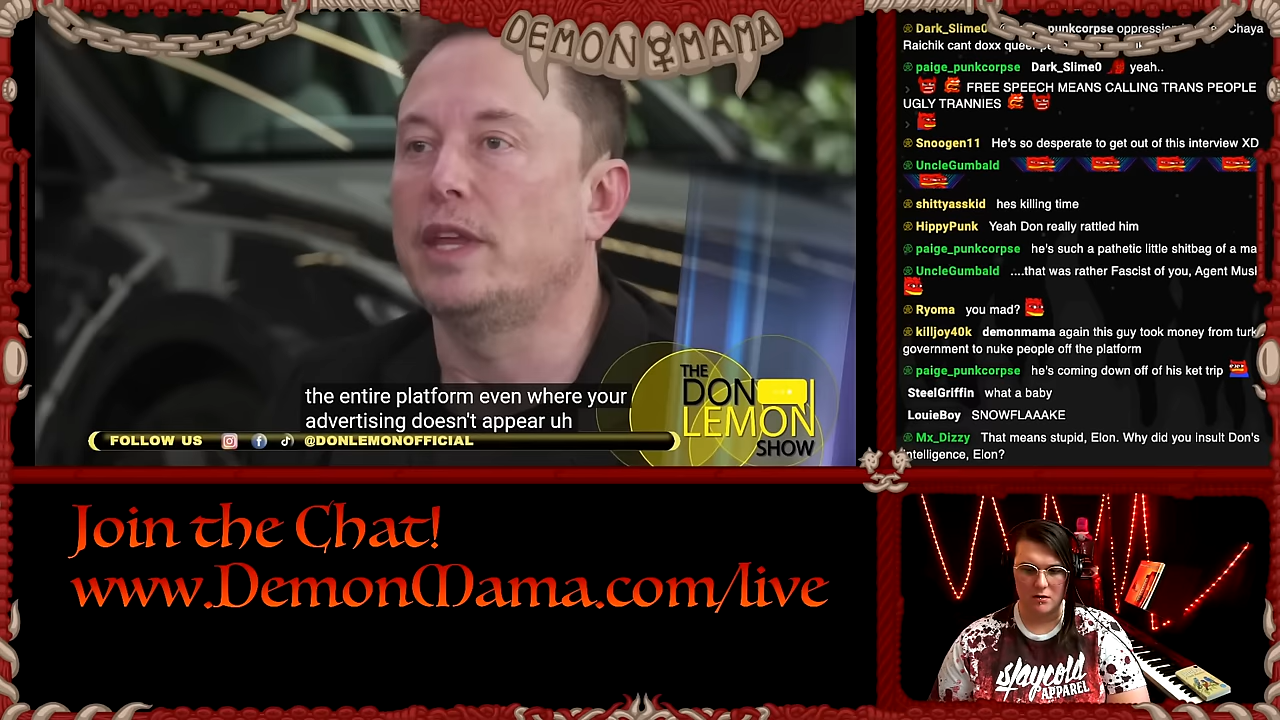 DEMON MAMA
the entire platform even where your
advertising doesn't appear uh
FOLLOW US @DONLEMONOFFICIAL
THE
DON
LEMON
SHOW
Join the Chat!
www.DemonMama.com/live
Dark_Slime0 punkcorpse Chaya
Raichik cant doxx
paige_punkcorpse Dark_Slime0 yeah..
FREE SPEECH MEANS CALLING TRANS PEOPLE
UGLY TRANNIES
Snoogen11 He's so desperate to get out of this interview XD
UncleGumbald
shittyasskid hes killing time
HippyPunk Yeah Don really rattled him
paige_punkcorpse he's such a pathetic little shitbag of a ma
UncleGumbald ....that was rather Fascist of you, Agent Musl
Ryoma you mad?
killjoy40k demonmama again this guy took money from turk
government to nuke people off the platform
paige_punkcorpse he's coming down off of his ket trip
SteelGriffin what a baby
LouieBoy SNOWFLAAAKE
Mx_Dizzy That means stupid, Elon. Why did you insult Don's
intelligence, Elon?
slaycold
APPAREL